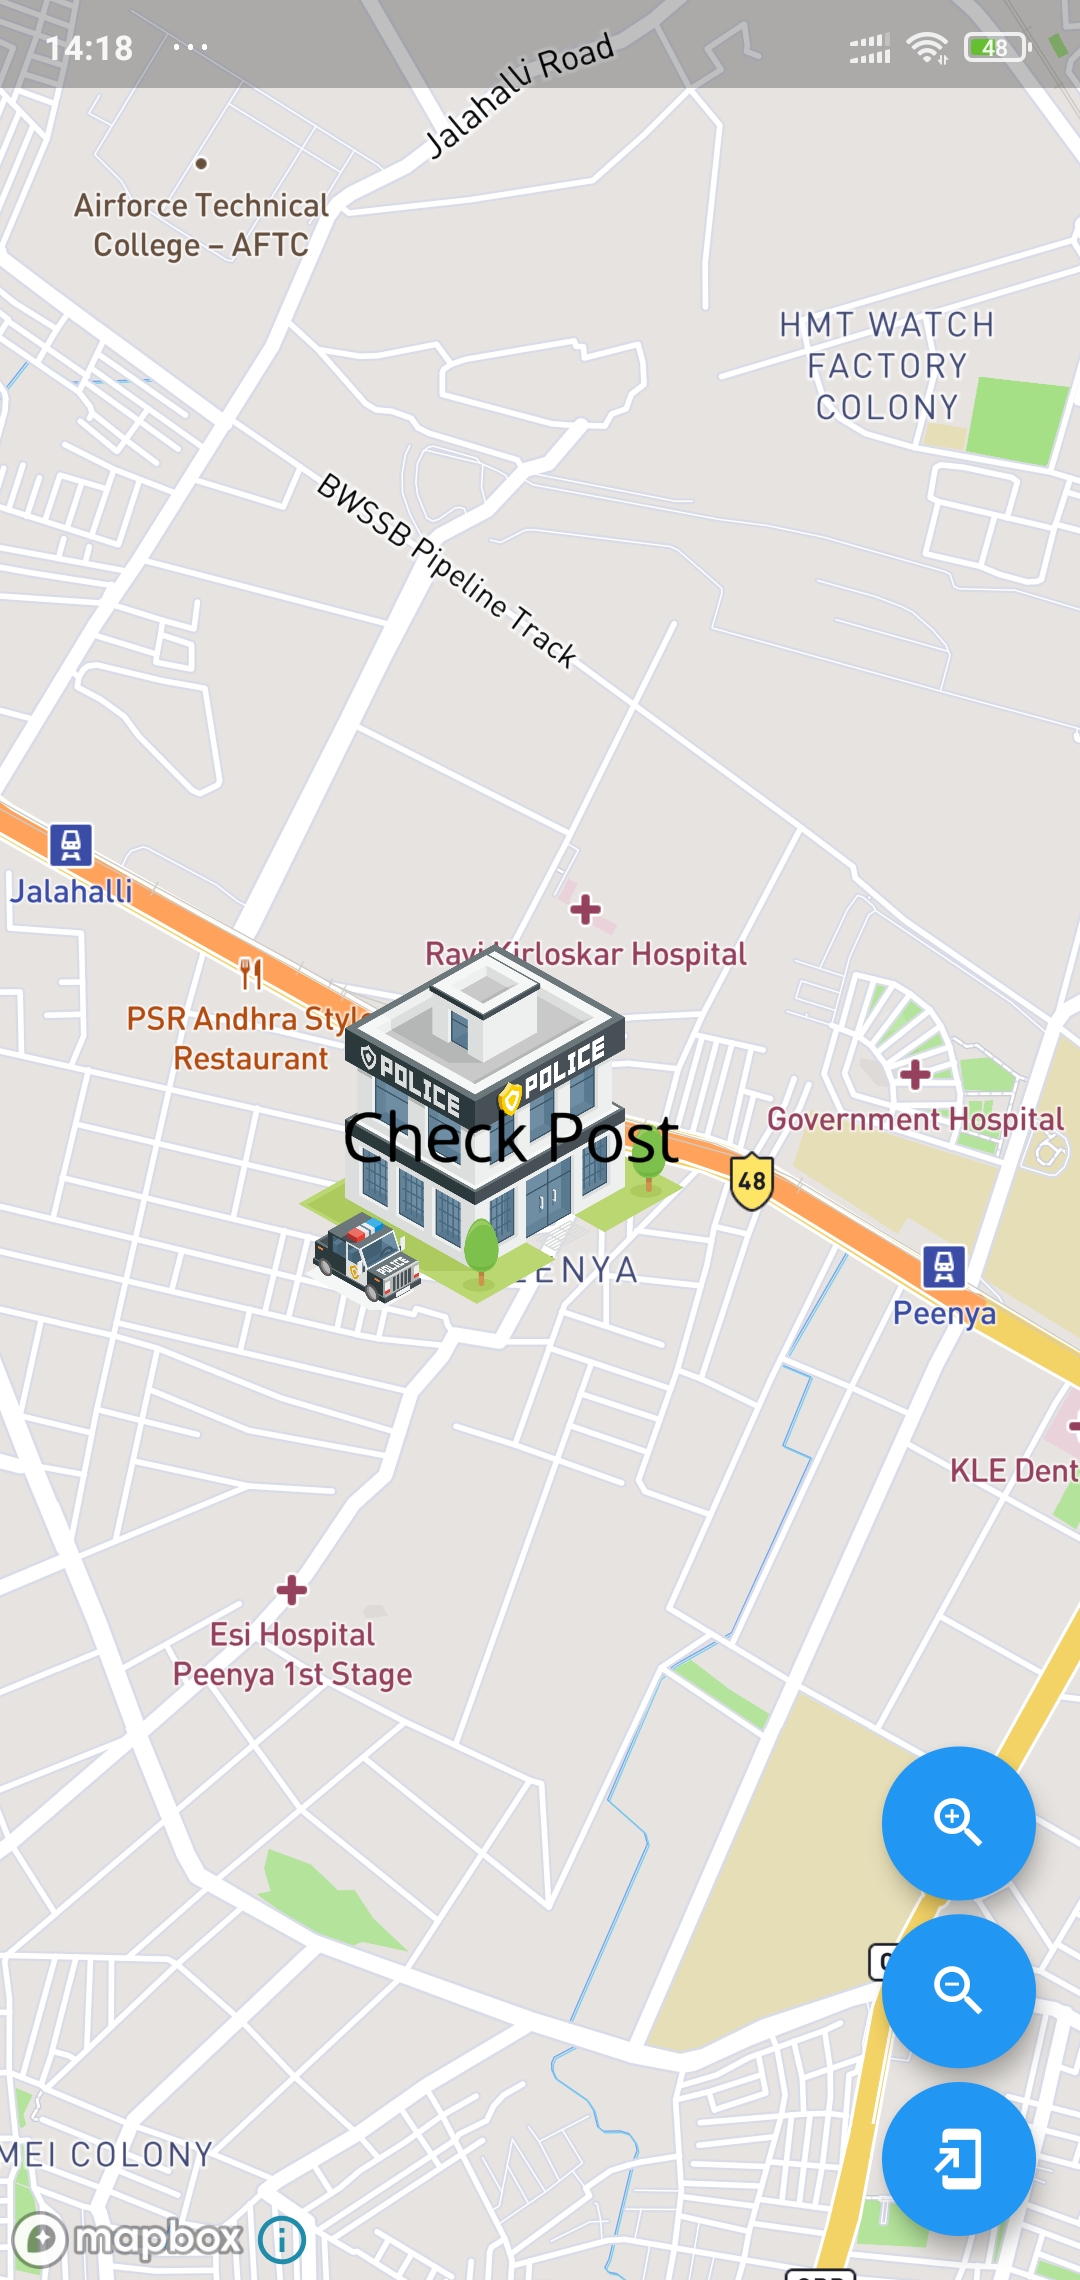 14:18 ...
48
Jalahalli Road
Airforce Technical
College – AFTC
HMT WATCH
FACTORY
COLONY
BWSSB Pipeline Track
Jalahalli
Ravi Kirloskar Hospital
PSR Andhra Style
Restaurant
POLICE
POLICE
Check Post
Government Hospital
48
PEENYA
Peenya
KLE Dent
Esi Hospital
Peenya 1st Stage
MEI COLONY
mapbox